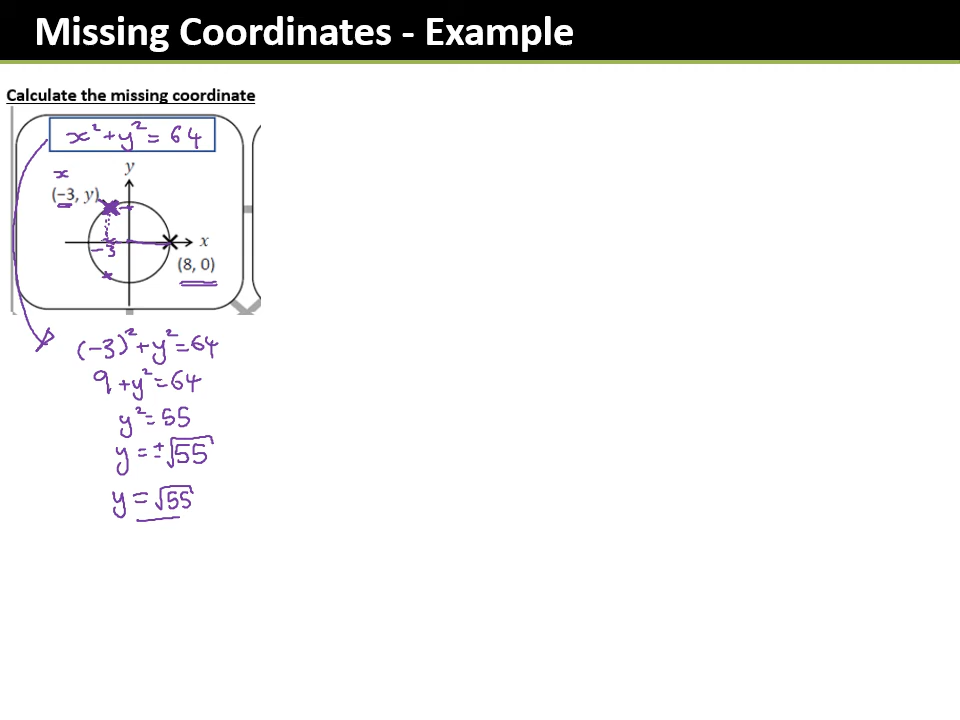 Missing Coordinates - Example
Calculate the missing coordinate
x² + y² = 64
y
x
(−3, y)
x
−3
(8, 0)
(−3)² + y² = 64
9 + y² = 64
y² = 55
y = ±√55
y = √55